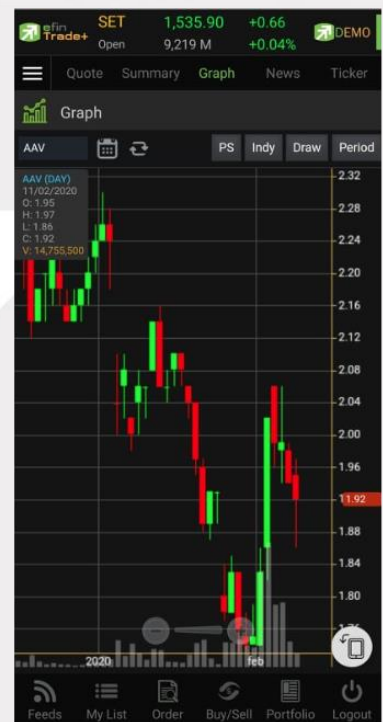 efin Trade+ SET 1,535.90 +0.66 DEMO
Open 9,219 M +0.04%
Quote Summary Graph News Ticker
Graph
AAV PS Indy Draw Period
AAV (DAY)
11/02/2020
O: 1.95
H: 1.97
L: 1.86
C: 1.92
V: 14,755,500
2.32
2.28
2.24
2.20
2.16
2.12
2.08
2.04
2.00
1.96
1.92
1.88
1.84
1.80
2020 feb
Feeds My List Order Buy/Sell Portfolio Logout